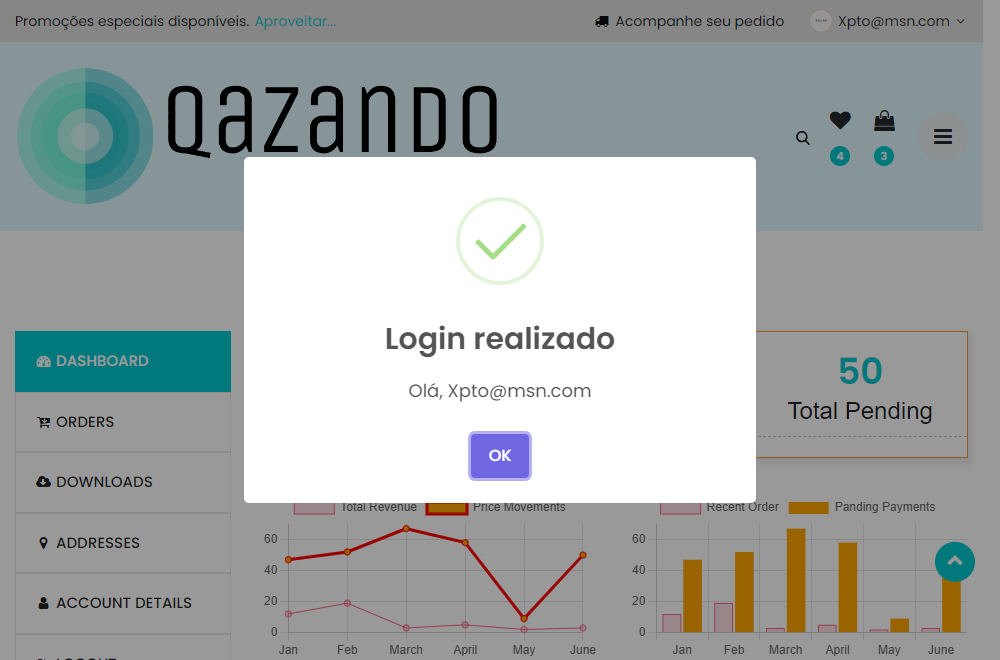 Promoções especiais disponíveis. Aproveitar...
Acompanhe seu pedido
Xpto@msn.com
QAZANDO
4
3
Login realizado
Olá, Xpto@msn.com
OK
DASHBOARD
ORDERS
DOWNLOADS
ADDRESSES
ACCOUNT DETAILS
50
Total Pending
Total Revenue
Price Movements
60
40
20
0
Jan Feb March April May June
Recent Order
Panding Payments
60
40
20
0
Jan Feb March April May June